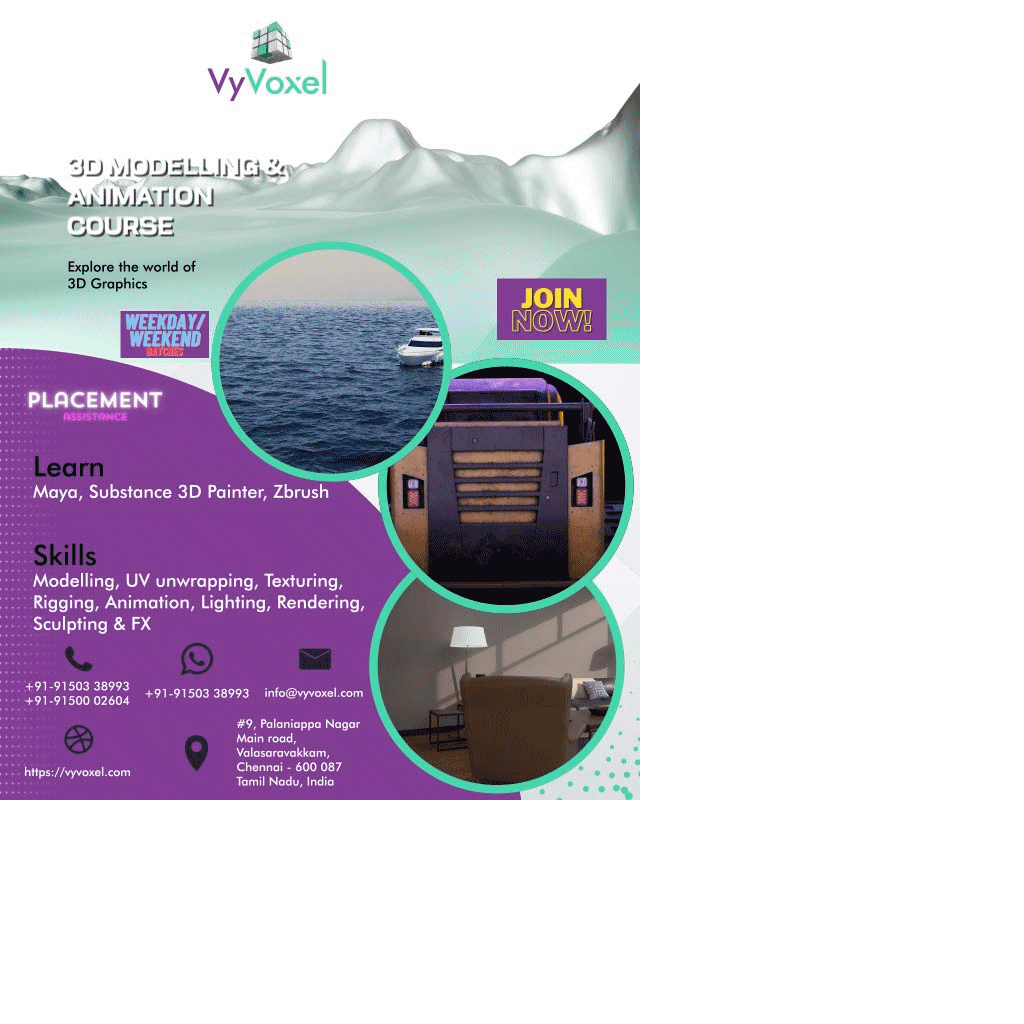 VyVoxel
3D MODELLING &
ANIMATION
COURSE
Explore the world of
3D Graphics
WEEKDAY/
WEEKEND
BATCHES
JOIN
NOW!
PLACEMENT
ASSISTANCE
Learn
Maya, Substance 3D Painter, Zbrush
Skills
Modelling, UV unwrapping, Texturing,
Rigging, Animation, Lighting, Rendering,
Sculpting & FX
+91-91503 38993
+91-91500 02604
+91-91503 38993
info@vyvoxel.com
https://vyvoxel.com
#9, Palaniappa Nagar
Main road,
Valasaravakkam,
Chennai - 600 087
Tamil Nadu, India